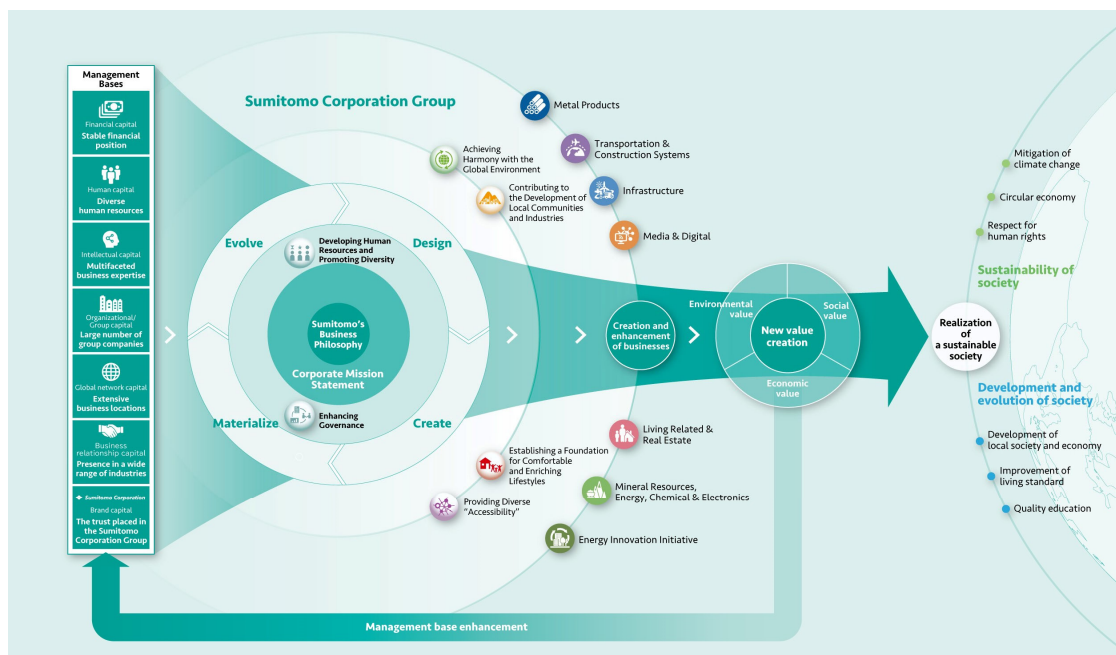 Management
Bases
Financial capital
Stable financial
position
Human capital
Diverse
human resources
Intellectual capital
Multifaceted
business expertise
Organizational/
Group capital
Large number of
group companies
Global network capital
Extensive
business locations
Business
relationship capital
Presence in a wide
range of industries
Sumitomo Corporation
Brand capital
The trust placed in
the Sumitomo
Corporation Group
Sumitomo Corporation Group
Evolve
Design
Materialize
Create
Developing Human
Resources and
Promoting Diversity
Sumitomo's
Business
Philosophy
Corporate Mission
Statement
Enhancing
Governance
Achieving
Harmony with the
Global Environment
Contributing to
the Development of
Local Communities
and Industries
Establishing a Foundation
for Comfortable
and Enriching
Lifestyles
Providing Diverse
"Accessibility"
Metal Products
Transportation &
Construction Systems
Infrastructure
Media & Digital
Creation and
enhancement
of businesses
Living Related &
Real Estate
Mineral Resources,
Energy, Chemical & Electronics
Energy Innovation Initiative
Environmental
value
Social
value
New value
creation
Economic
value
Realization
of
a sustainable
society
Mitigation of
climate change
Circular economy
Respect for
human rights
Sustainability of
society
Development and
evolution of society
Development of
local society and economy
Improvement of
living standard
Quality education
Management base enhancement